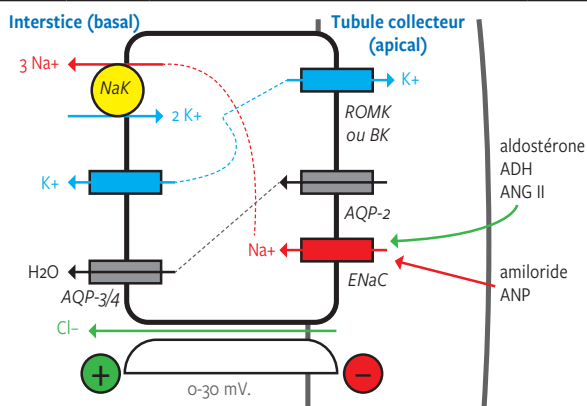 Interstice (basal)
Tubule collecteur
(apical)
3 Na+
NaK
2 K+
K+
ROMK
ou BK
K+
AQP-2
aldostérone
ADH
ANG II
Na+
ENaC
H2O
AQP-3/4
amiloride
ANP
Cl–
+
–
0-30 mV.